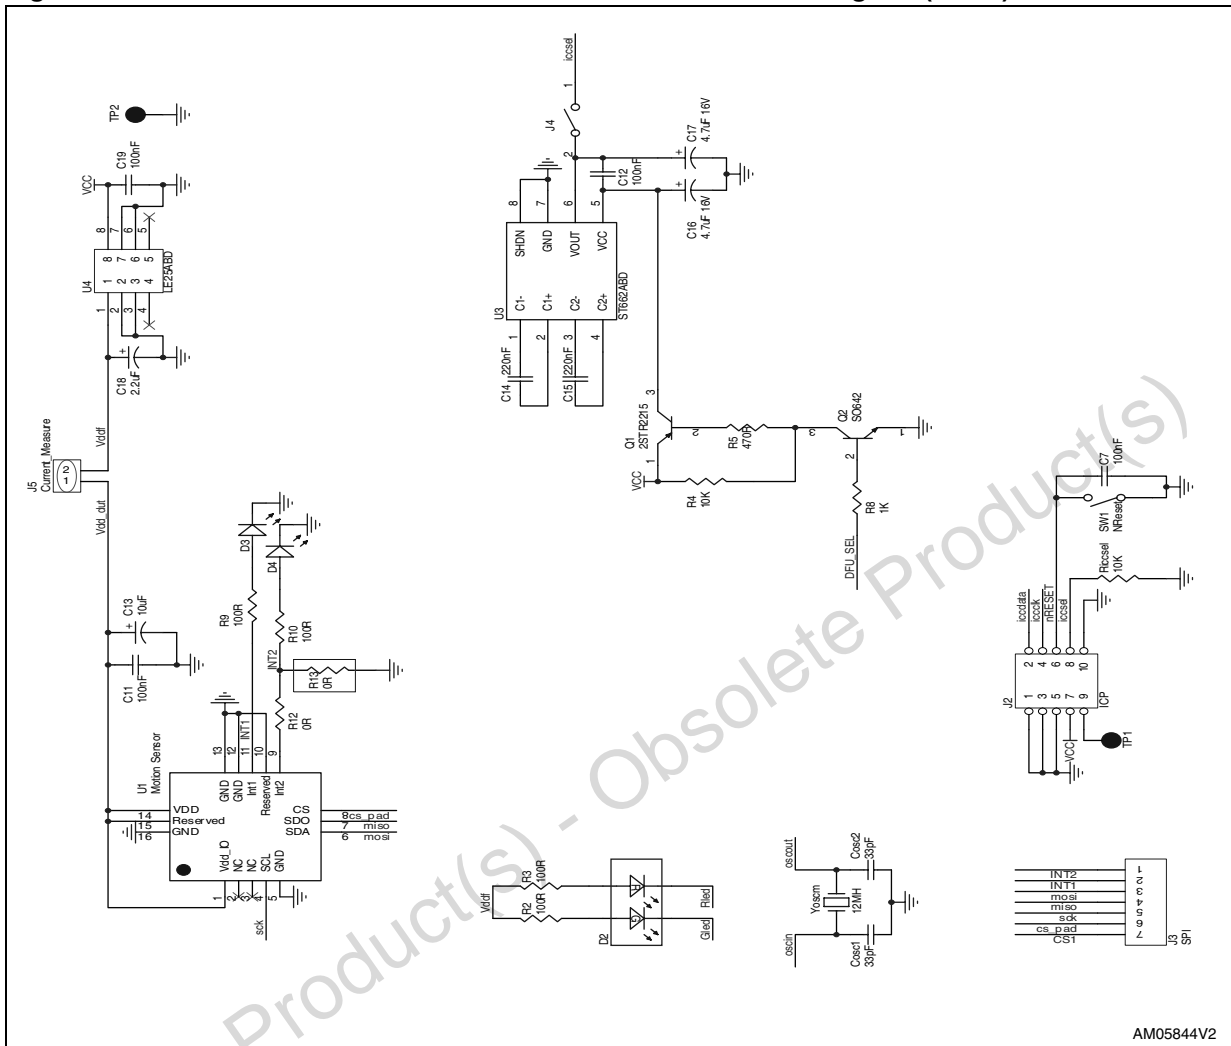 iccsel
1
J4
2
C17
4.7uF 16V
C12
100nF
C16
4.7uF 16V
TP2
C19
100nF
VCC
8
7
6
5
8
7
6
5
1
2
3
4
U4
LE25ABD
1
2
3
4
C18
2.2uF
Vddf
J5
Current_Measure
2
1
Vdd_dut
8
7
6
5
SHDN
GND
VOUT
VCC
C1-
C1+
C2-
C2+
U3
ST662ABD
1
2
3
4
C14
220nF
C15
220nF
3
Q1
2STR2215
2
1
VCC
R5
470R
R4
10K
3
Q2
SO642
1
2
R8
1K
DFU_SEL
D3
D4
R9
100R
R10
100R
INT2
R13
0R
R12
0R
C13
10uF
C11
100nF
INT1
13
12
11
10
9
U1
Motion Sensor
GND
GND
Int1
Reserved
Int2
VDD
Reserved
GND
14
15
16
CS
SDO
SDA
8
7
6
cs_pad
miso
mosi
Vdd_IO
NC
NC
SCL
GND
1
2
3
4
5
sck
C7
100nF
SW1
NReset
Riccsel
10K
iccdata
iccclk
nRESET
iccsel
2
4
6
8
10
1
3
5
7
9
J2
ICP
VCC
TP1
Vddf
R3
100R
R2
100R
R
G
D2
Rled
Gled
oscout
oscin
Cosc2
33pF
Yoscm
12MH
Cosc1
33pF
INT2
INT1
mosi
miso
sck
cs_pad
CS1
1
2
3
4
5
6
7
J3
SPI
Product(s) - Obsolete Product(s)
AM05844V2